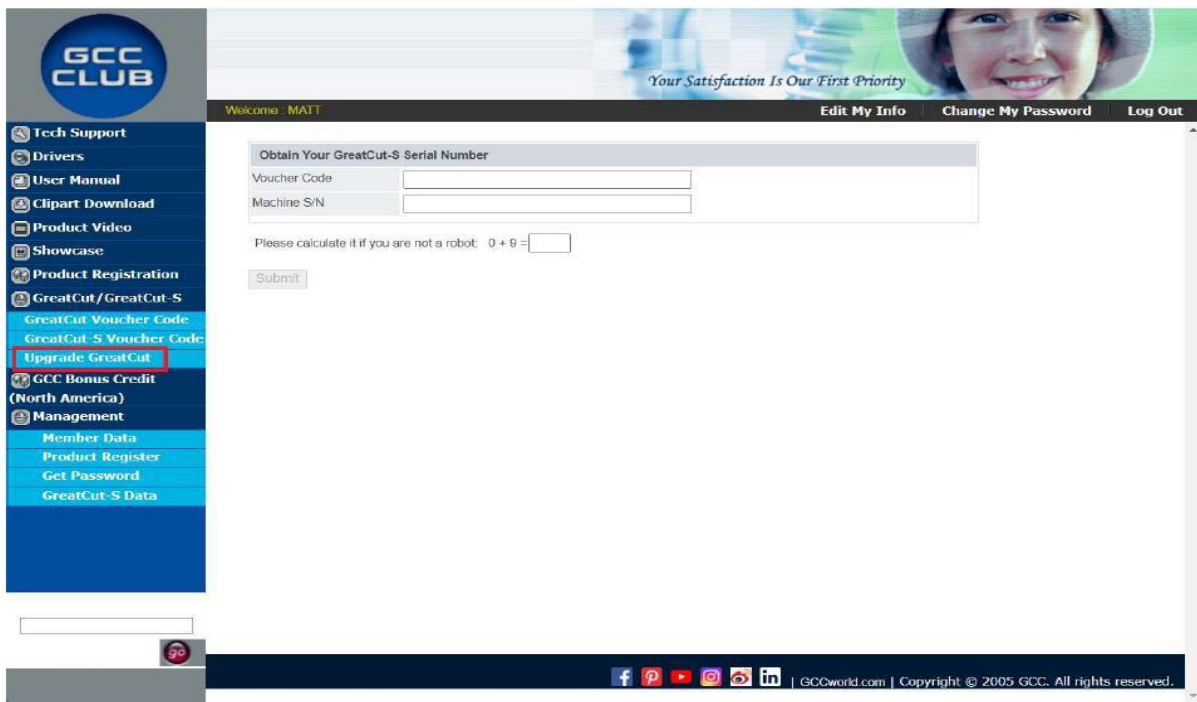 GCC
CLUB
Your Satisfaction Is Our First Priority
Welcome : MATT
Edit My Info
Change My Password
Log Out
Tech Support
Drivers
User Manual
Clipart Download
Product Video
Showcase
Product Registration
GreatCut/GreatCut-S
GreatCut Voucher Code
GreatCut-S Voucher Code
Upgrade GreatCut
GCC Bonus Credit
(North America)
Management
Member Data
Product Register
Get Password
GreatCut-S Data
go
Obtain Your GreatCut-S Serial Number
Voucher Code
Machine S/N
Please calculate it if you are not a robot: 0 + 9 =
Submit
| GCCworld.com | Copyright © 2005 GCC. All rights reserved.